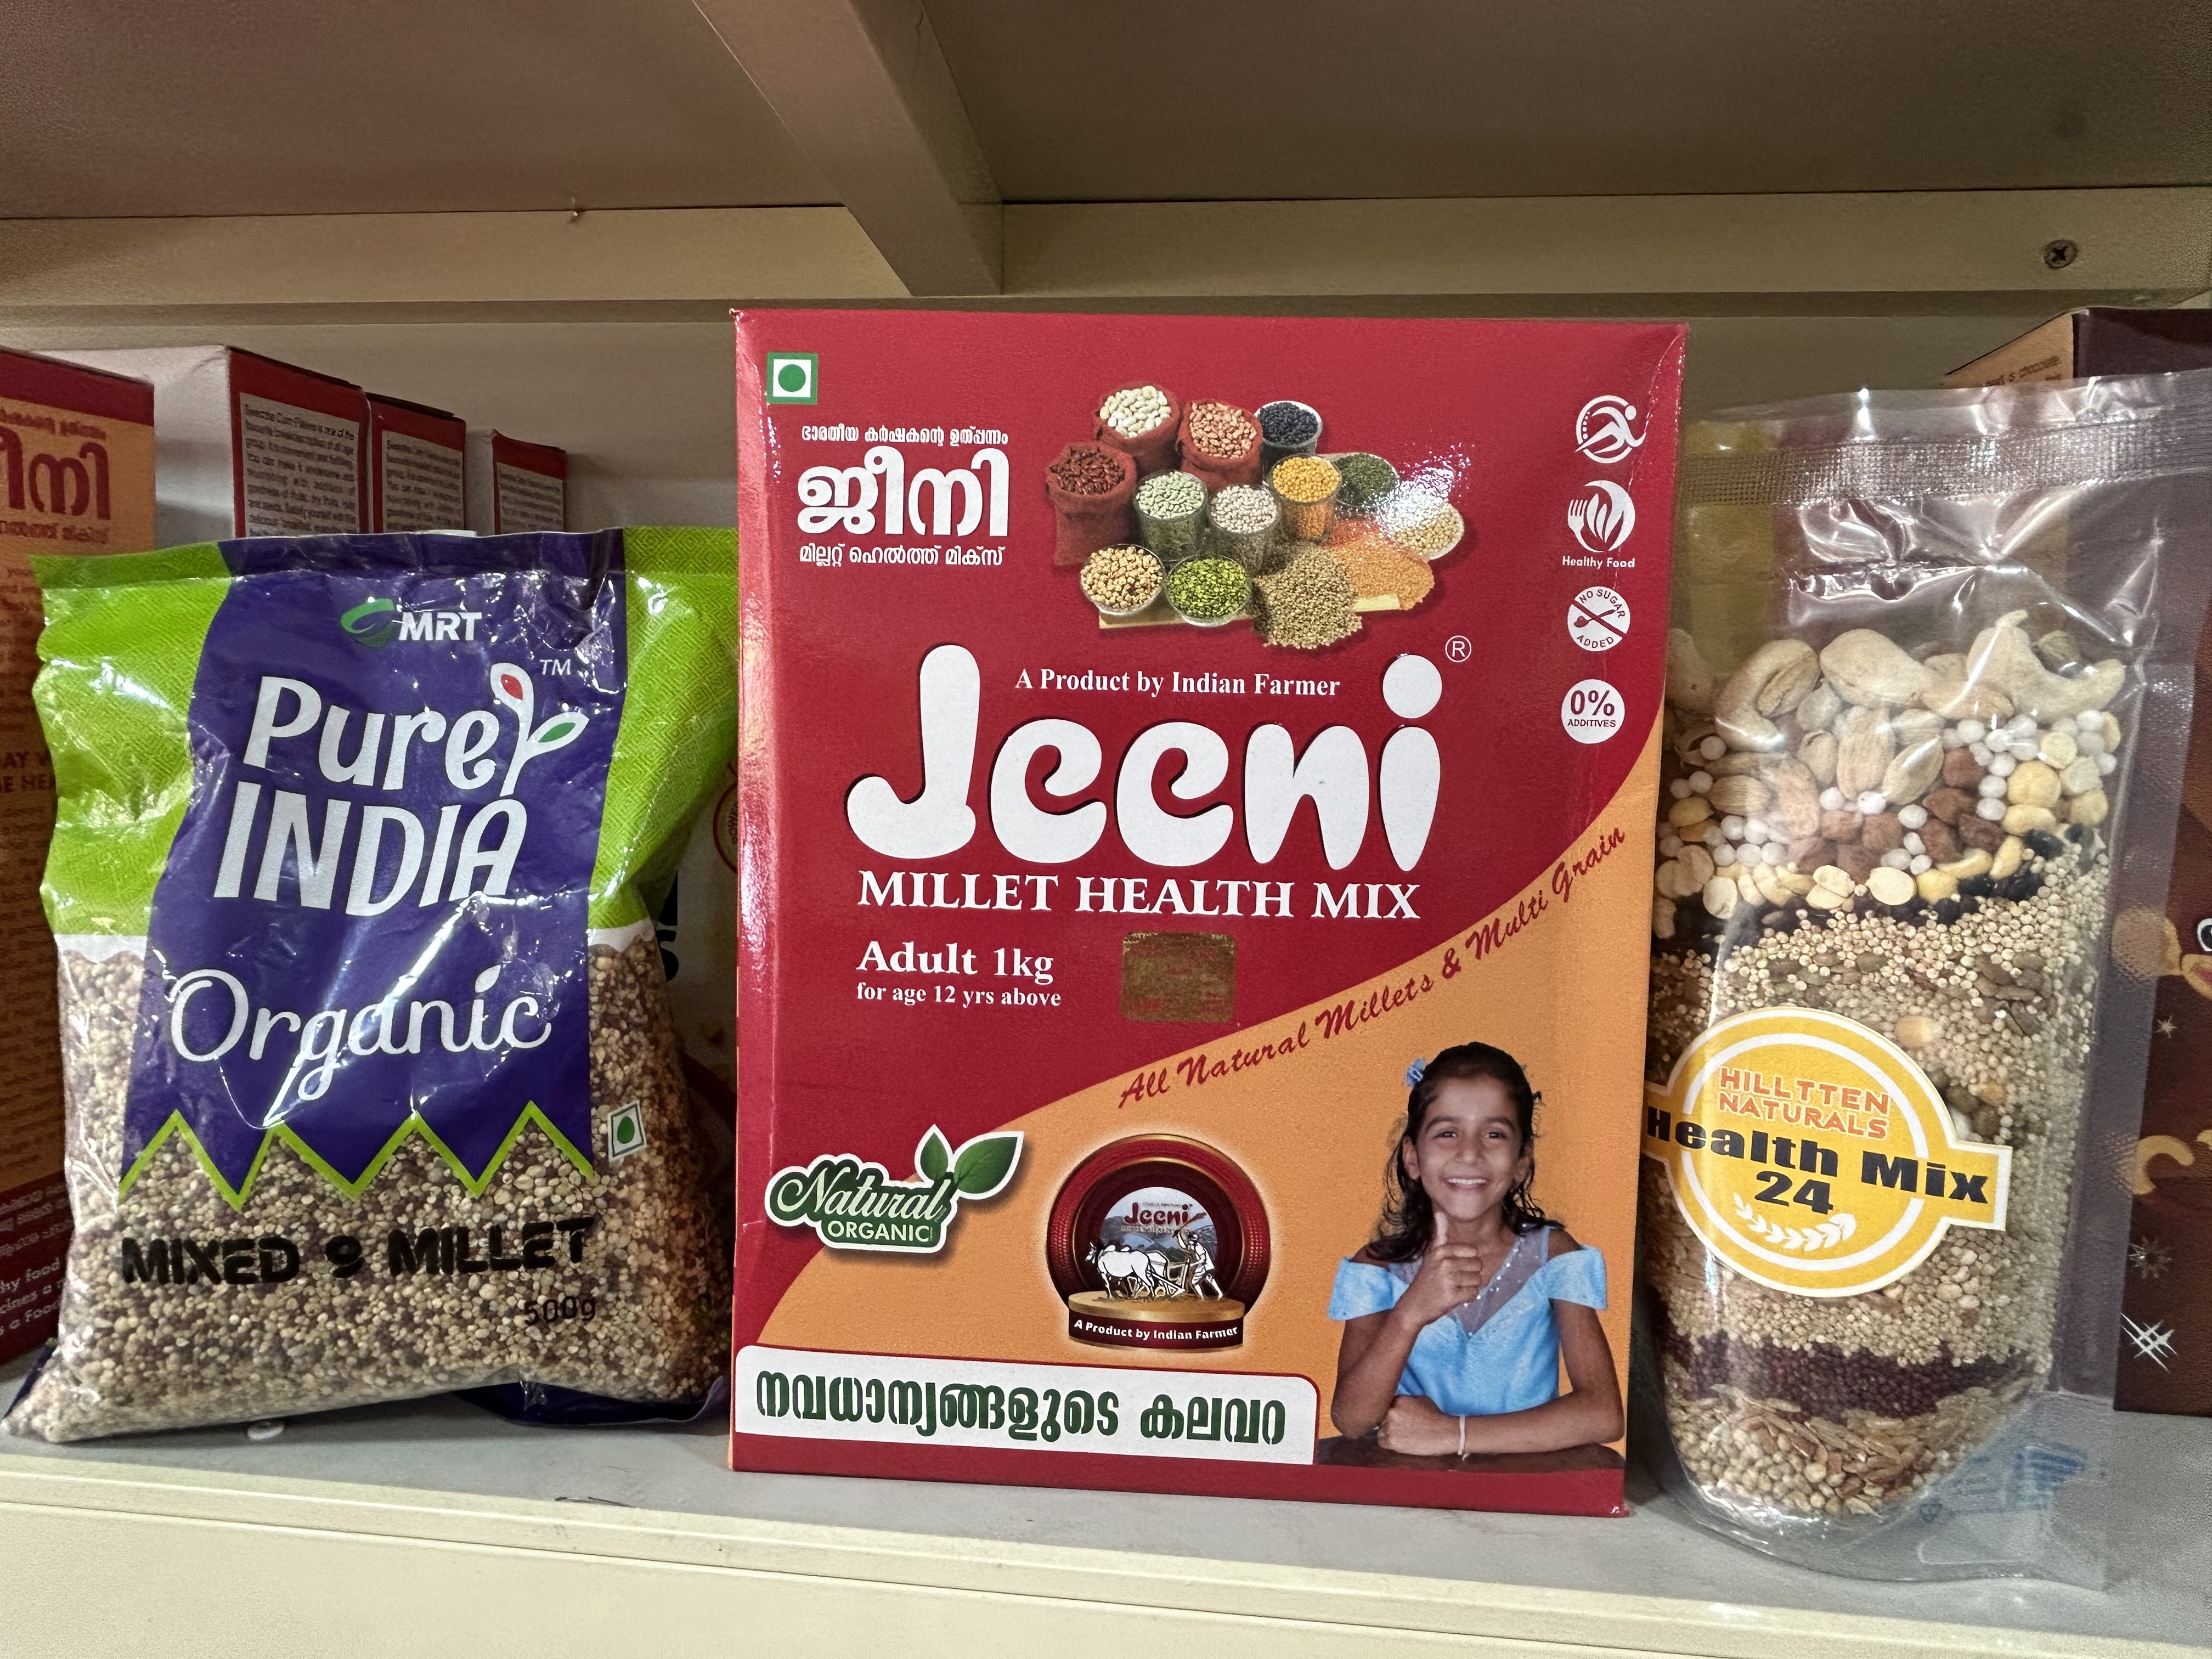 MRT
Pure
TM
INDIA
Organic
MIXED 9 MILLET
500g
ഭാരതീയ കർഷകന്റെ ഉത്പന്നം
ജീനി
മില്ലറ്റ് ഹെൽത്ത് മിക്സ്
Healthy Food
NO SUGAR
ADDED
0%
ADDITIVES
A Product by Indian Farmer
Jeeni ®
MILLET HEALTH MIX
Adult 1kg
for age 12 yrs above
All Natural Millets & Multi Grain
Natural
ORGANIC
Jeeni
A Product by Indian Farmer
നവധാന്യങ്ങളുടെ കലവറ
HILLTTEN
NATURALS
Health Mix
24